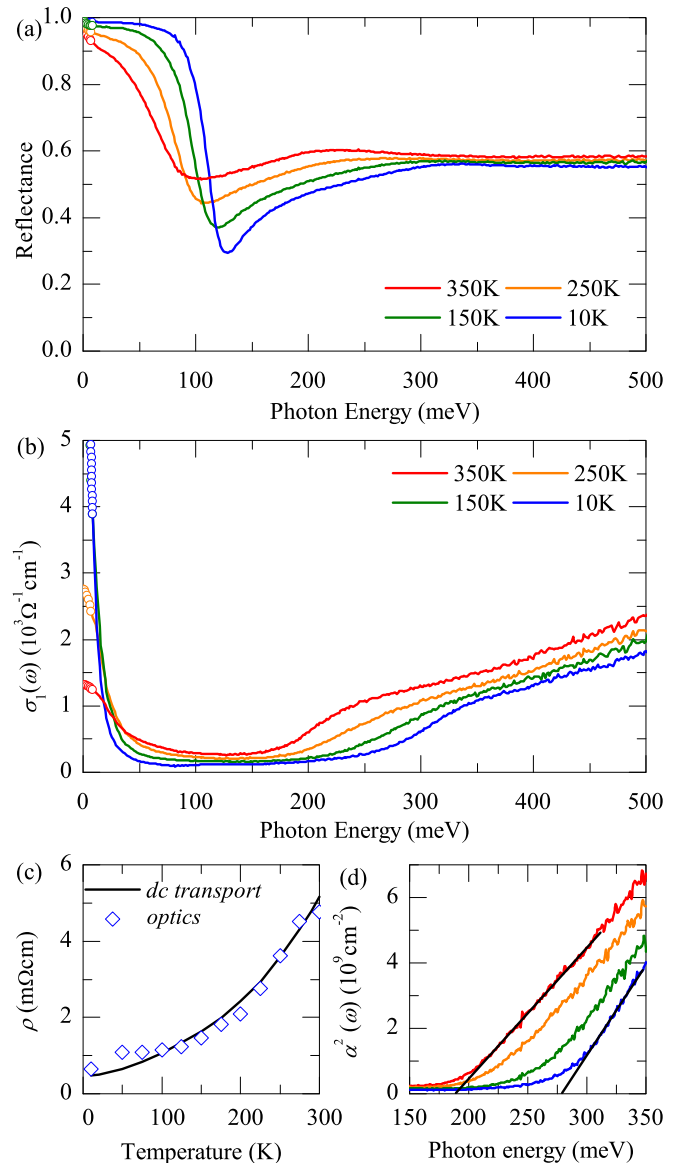 (a)
1.0
0.8
0.6
0.4
0.2
0.0
Reflectance
350K 250K
150K 10K
0 100 200 300 400 500
Photon Energy (meV)
(b)
5
4
3
2
1
0
σ₁(ω) (10³Ω⁻¹cm⁻¹)
350K 250K
150K 10K
0 100 200 300 400 500
Photon Energy (meV)
(c)
6
4
2
0
ρ (mΩcm)
dc transport
optics
0 100 200 300
Temperature (K)
(d)
6
4
2
0
α² (ω) (10⁹cm⁻²)
150 200 250 300 350
Photon energy (meV)